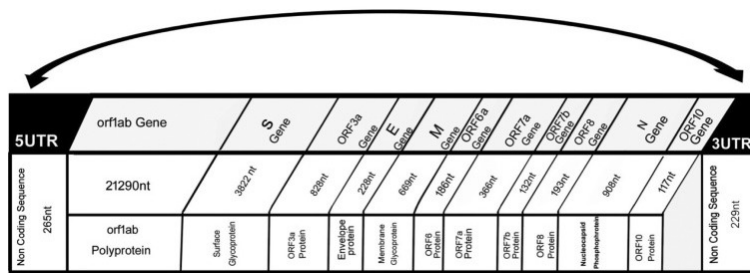 5UTR
orf1ab Gene
S
Gene
ORF3a
Gene
E
Gene
M
Gene
ORF6a
Gene
ORF7a
Gene
ORF7b
Gene
ORF8
Gene
N
Gene
ORF10
Gene
3UTR
Non Coding Sequence
265nt
21290nt
3822 nt
828nt
228nt
669nt
186nt
366nt
132nt
193nt
908nt
117nt
Non Coding Sequence
229nt
orf1ab
Polyprotein
Surface
Glycoprotein
ORF3a
Protein
Envelope
protein
Membrane
Glycoprotein
ORF6
Protein
ORF7a
Protein
ORF7b
Protein
ORF8
Protein
Nucleocapsid
Phosphoprotein
ORF10
Protein